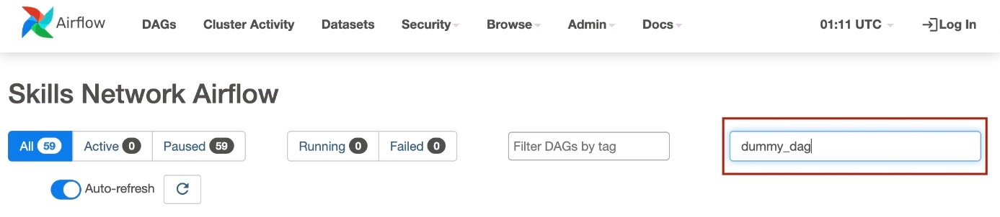 Airflow DAGs Cluster Activity Datasets Security Browse Admin Docs 01:11 UTC Log In
Skills Network Airflow
All 59 Active 0 Paused 59 Running 0 Failed 0 Filter DAGs by tag dummy_dag
Auto-refresh